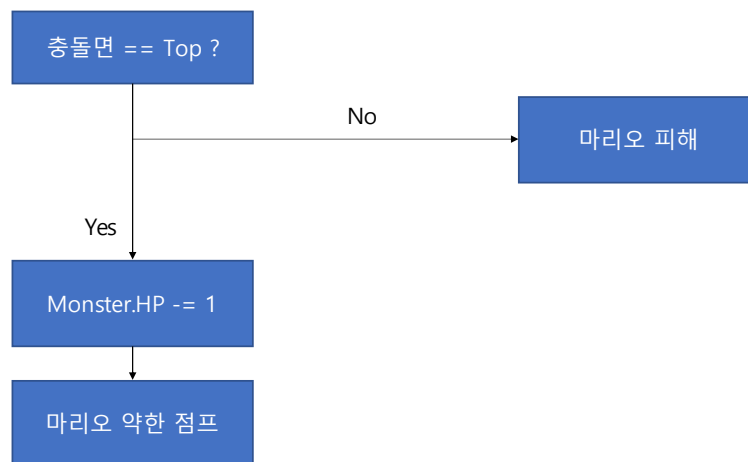 충돌면 == Top ?
No
마리오 피해
Yes
Monster.HP -= 1
마리오 약한 점프